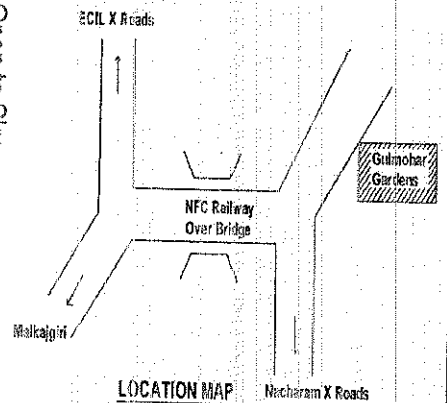 ECIL X Roads
Gulmohar
Gardens
NFC Railway
Over Bridge
Malkajgiri
LOCATION MAP
Nacharam X Roads